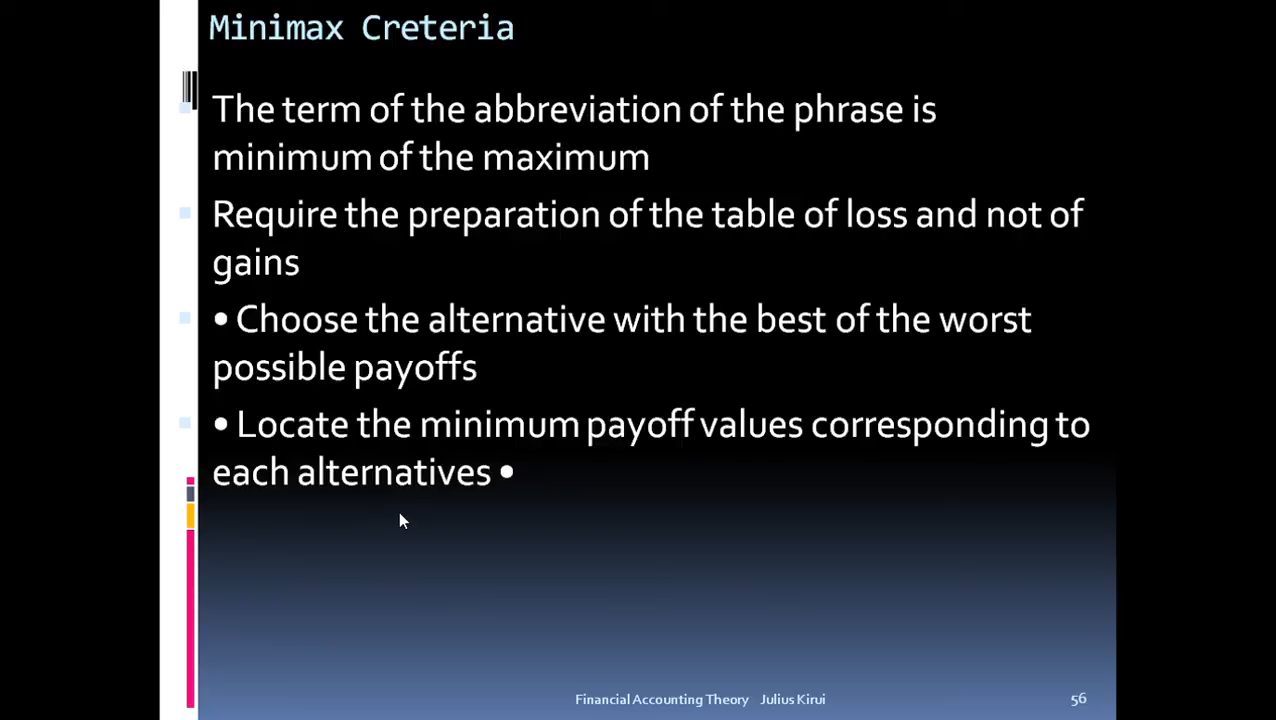 Minimax Creteria
The term of the abbreviation of the phrase is
minimum of the maximum
Require the preparation of the table of loss and not of
gains
• Choose the alternative with the best of the worst
possible payoffs
• Locate the minimum payoff values corresponding to
each alternatives •
Financial Accounting Theory Julius Kirui 56